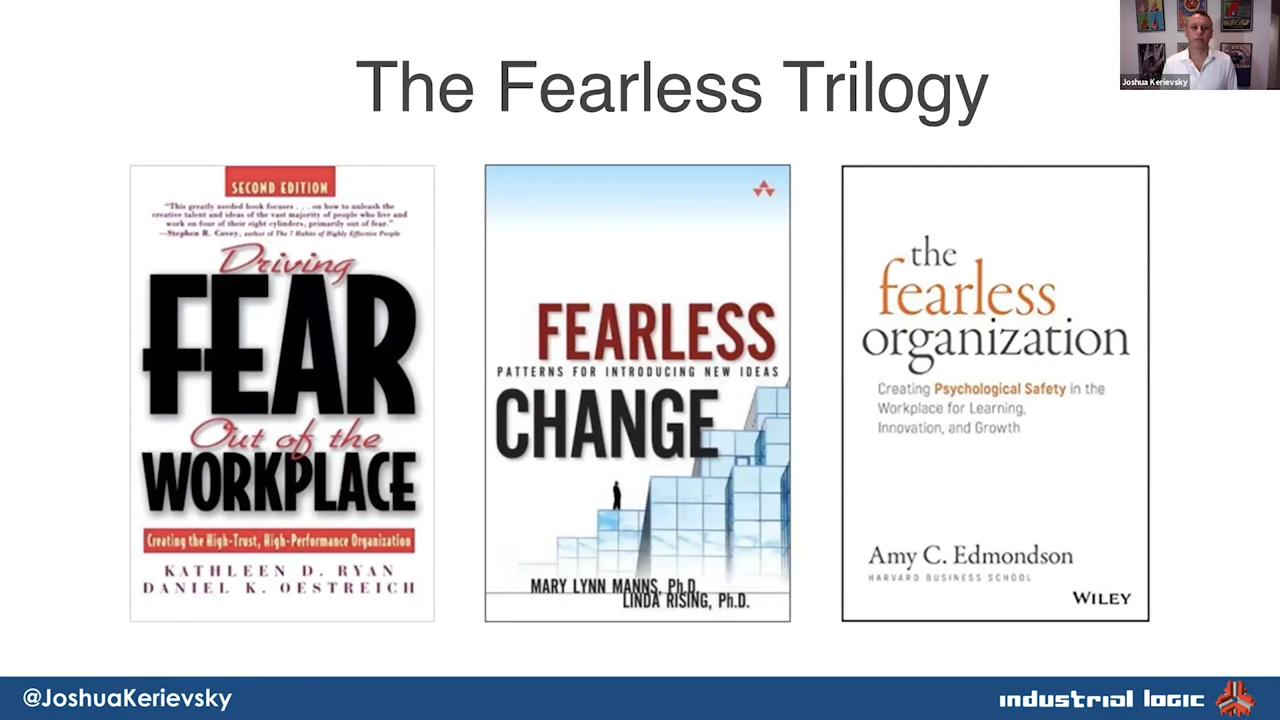 The Fearless Trilogy
Joshua Kerievsky
SECOND EDITION
"This greatly needed book focuses . . . on how to unleash the
creative talent and ideas of the vast majority of people who live and
work on four of their eight cylinders, primarily out of fear."
—Stephen R. Covey, author of The 7 Habits of Highly Effective People
Driving
FEAR
Out of the
WORKPLACE
Creating the High-Trust, High-Performance Organization
KATHLEEN D. RYAN
DANIEL K. OESTREICH
FEARLESS
PATTERNS FOR INTRODUCING NEW IDEAS
CHANGE
MARY LYNN MANNS, Ph.D.
LINDA RISING, Ph.D.
the
fearless
organization
Creating Psychological Safety in the
Workplace for Learning,
Innovation, and Growth
Amy C. Edmondson
HARVARD BUSINESS SCHOOL
WILEY
@JoshuaKerievsky
industrial logic